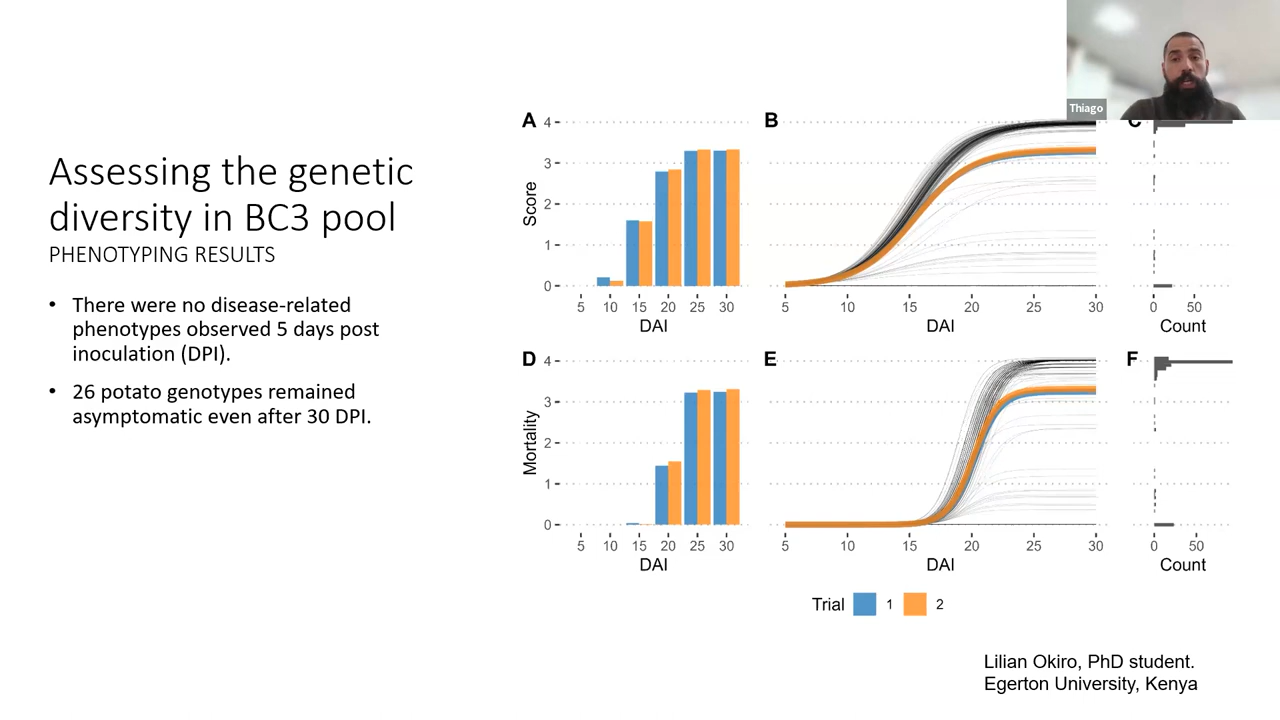 Thiago
Assessing the genetic
diversity in BC3 pool
PHENOTYPING RESULTS
• There were no disease-related
phenotypes observed 5 days post
inoculation (DPI).
• 26 potato genotypes remained
asymptomatic even after 30 DPI.
A
4
3
2
1
0
Score
5 10 15 20 25 30
DAI
B
5 10 15 20 25 30
DAI
C
0 50
Count
D
4
3
2
1
0
Mortality
5 10 15 20 25 30
DAI
E
5 10 15 20 25 30
DAI
F
0 50
Count
Trial 1 2
Lilian Okiro, PhD student.
Egerton University, Kenya